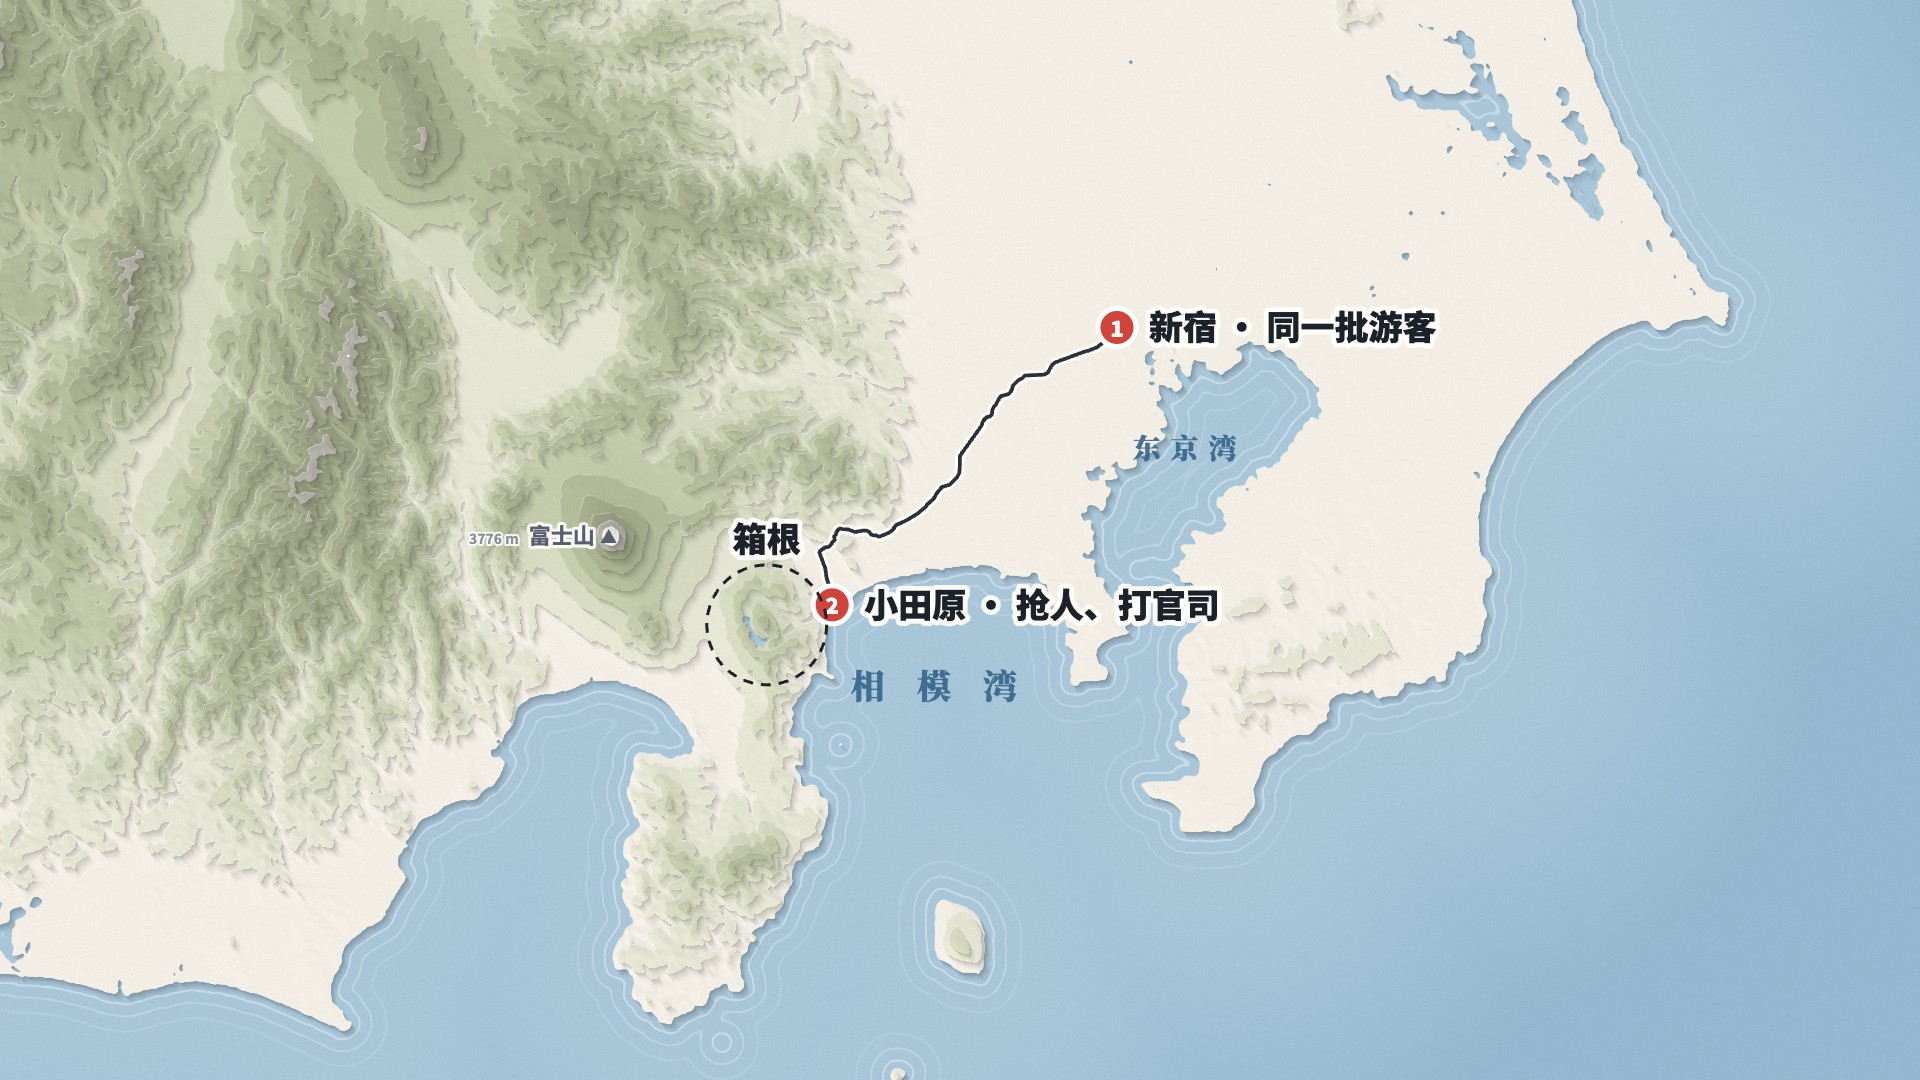 1 新宿 · 同一批游客
东京湾
3776 m 富士山
箱根
2 小田原 · 抢人、打官司
相模湾